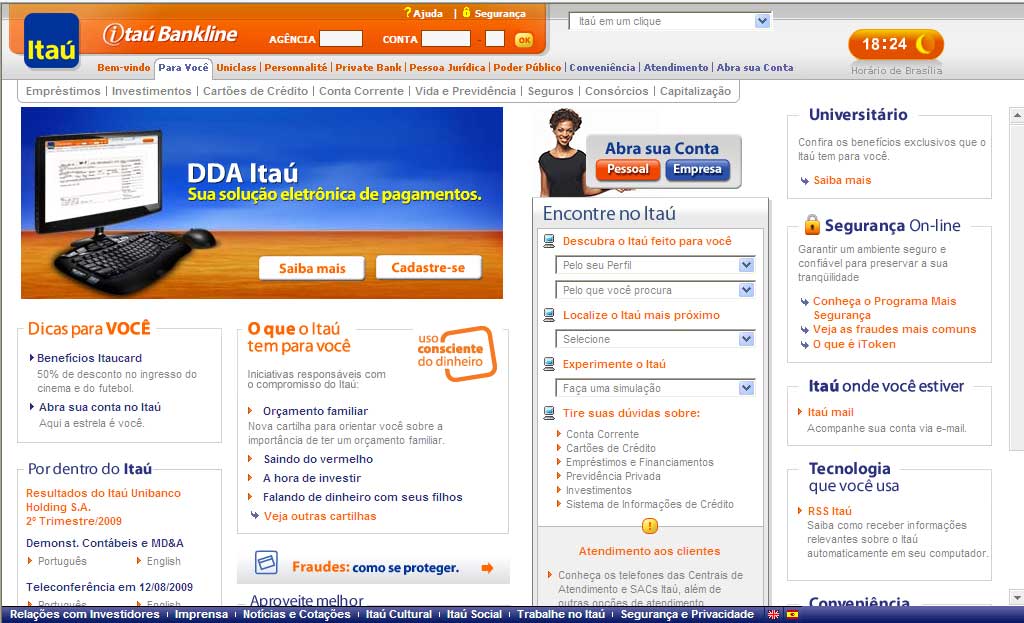 Itaú
itaú Bankline
? Ajuda | Segurança
AGÊNCIA CONTA - OK
Itaú em um clique
18:24
Horário de Brasília
Bem-vindo Para Você Uniclass | Personnalité | Private Bank | Pessoa Jurídica | Poder Público | Conveniência | Atendimento | Abra sua Conta
Empréstimos | Investimentos | Cartões de Crédito | Conta Corrente | Vida e Previdência | Seguros | Consórcios | Capitalização
DDA Itaú
Sua solução eletrônica de pagamentos.
Saiba mais Cadastre-se
Dicas para VOCÊ
Benefícios Itaucard
50% de desconto no ingresso do
cinema e do futebol.
Abra sua conta no Itaú
Aqui a estrela é você.
Por dentro do Itaú
Resultados do Itaú Unibanco
Holding S.A.
2º Trimestre/2009
Demonst. Contábeis e MD&A
Português English
Teleconferência em 12/08/2009
Português English
O que o Itaú
tem para você
uso
consciente
do dinheiro
Iniciativas responsáveis com
o compromisso do Itaú:
Orçamento familiar
Nova cartilha para orientar você sobre a
importância de ter um orçamento familiar.
Saindo do vermelho
A hora de investir
Falando de dinheiro com seus filhos
Veja outras cartilhas
Fraudes: como se proteger.
Aproveite melhor
Abra sua Conta
Pessoal Empresa
Encontre no Itaú
Descubra o Itaú feito para você
Pelo seu Perfil
Pelo que você procura
Localize o Itaú mais próximo
Selecione
Experimente o Itaú
Faça uma simulação
Tire suas dúvidas sobre:
Conta Corrente
Cartões de Crédito
Empréstimos e Financiamentos
Previdência Privada
Investimentos
Sistema de Informações de Crédito
!
Atendimento aos clientes
Conheça os telefones das Centrais de
Atendimento e SACs Itaú, além de
outras opções de atendimento
Universitário
Confira os benefícios exclusivos que o
Itaú tem para você.
Saiba mais
Segurança On-line
Garantir um ambiente seguro e
confiável para preservar a sua
tranqüilidade
Conheça o Programa Mais
Segurança
Veja as fraudes mais comuns
O que é iToken
Itaú onde você estiver
Itaú mail
Acompanhe sua conta via e-mail.
Tecnologia
que você usa
RSS Itaú
Saiba como receber informações
relevantes sobre o Itaú
automaticamente em seu computador.
Conveniência
Relações com Investidores | Imprensa | Notícias e Cotações | Itaú Cultural | Itaú Social | Trabalhe no Itaú | Segurança e Privacidade